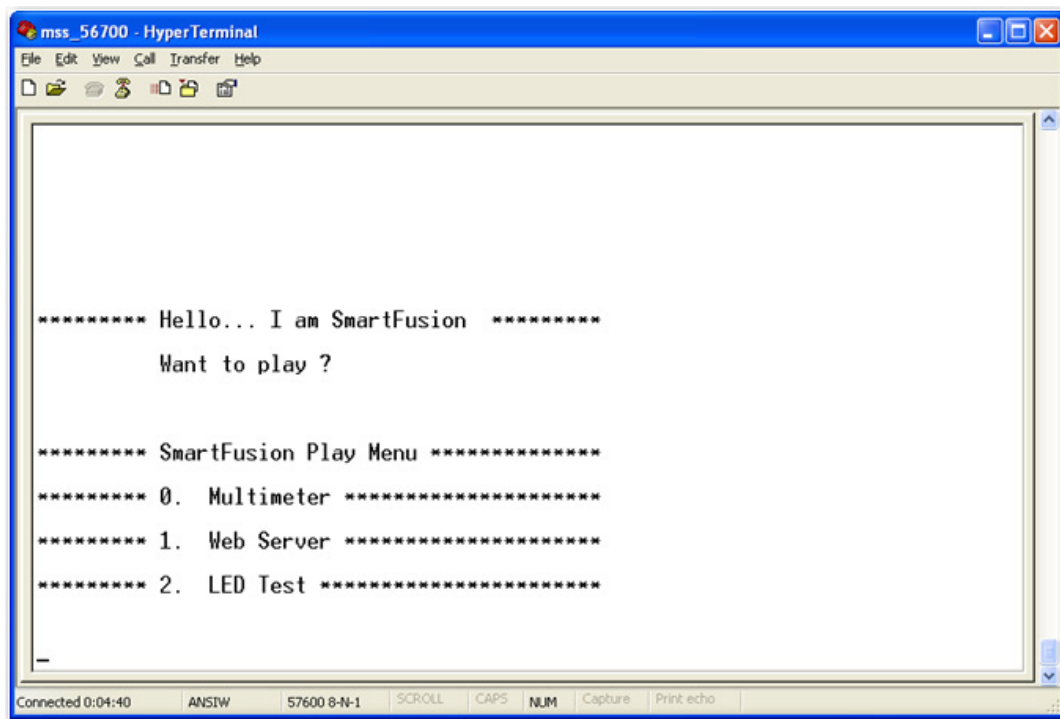 mss_56700 - HyperTerminal
File Edit View Call Transfer Help
********* Hello... I am SmartFusion *********
Want to play ?
********* SmartFusion Play Menu **************
********* 0. Multimeter *********************
********* 1. Web Server *********************
********* 2. LED Test ***********************
Connected 0:04:40 ANSIW 57600 8-N-1 SCROLL CAPS NUM Capture Print echo